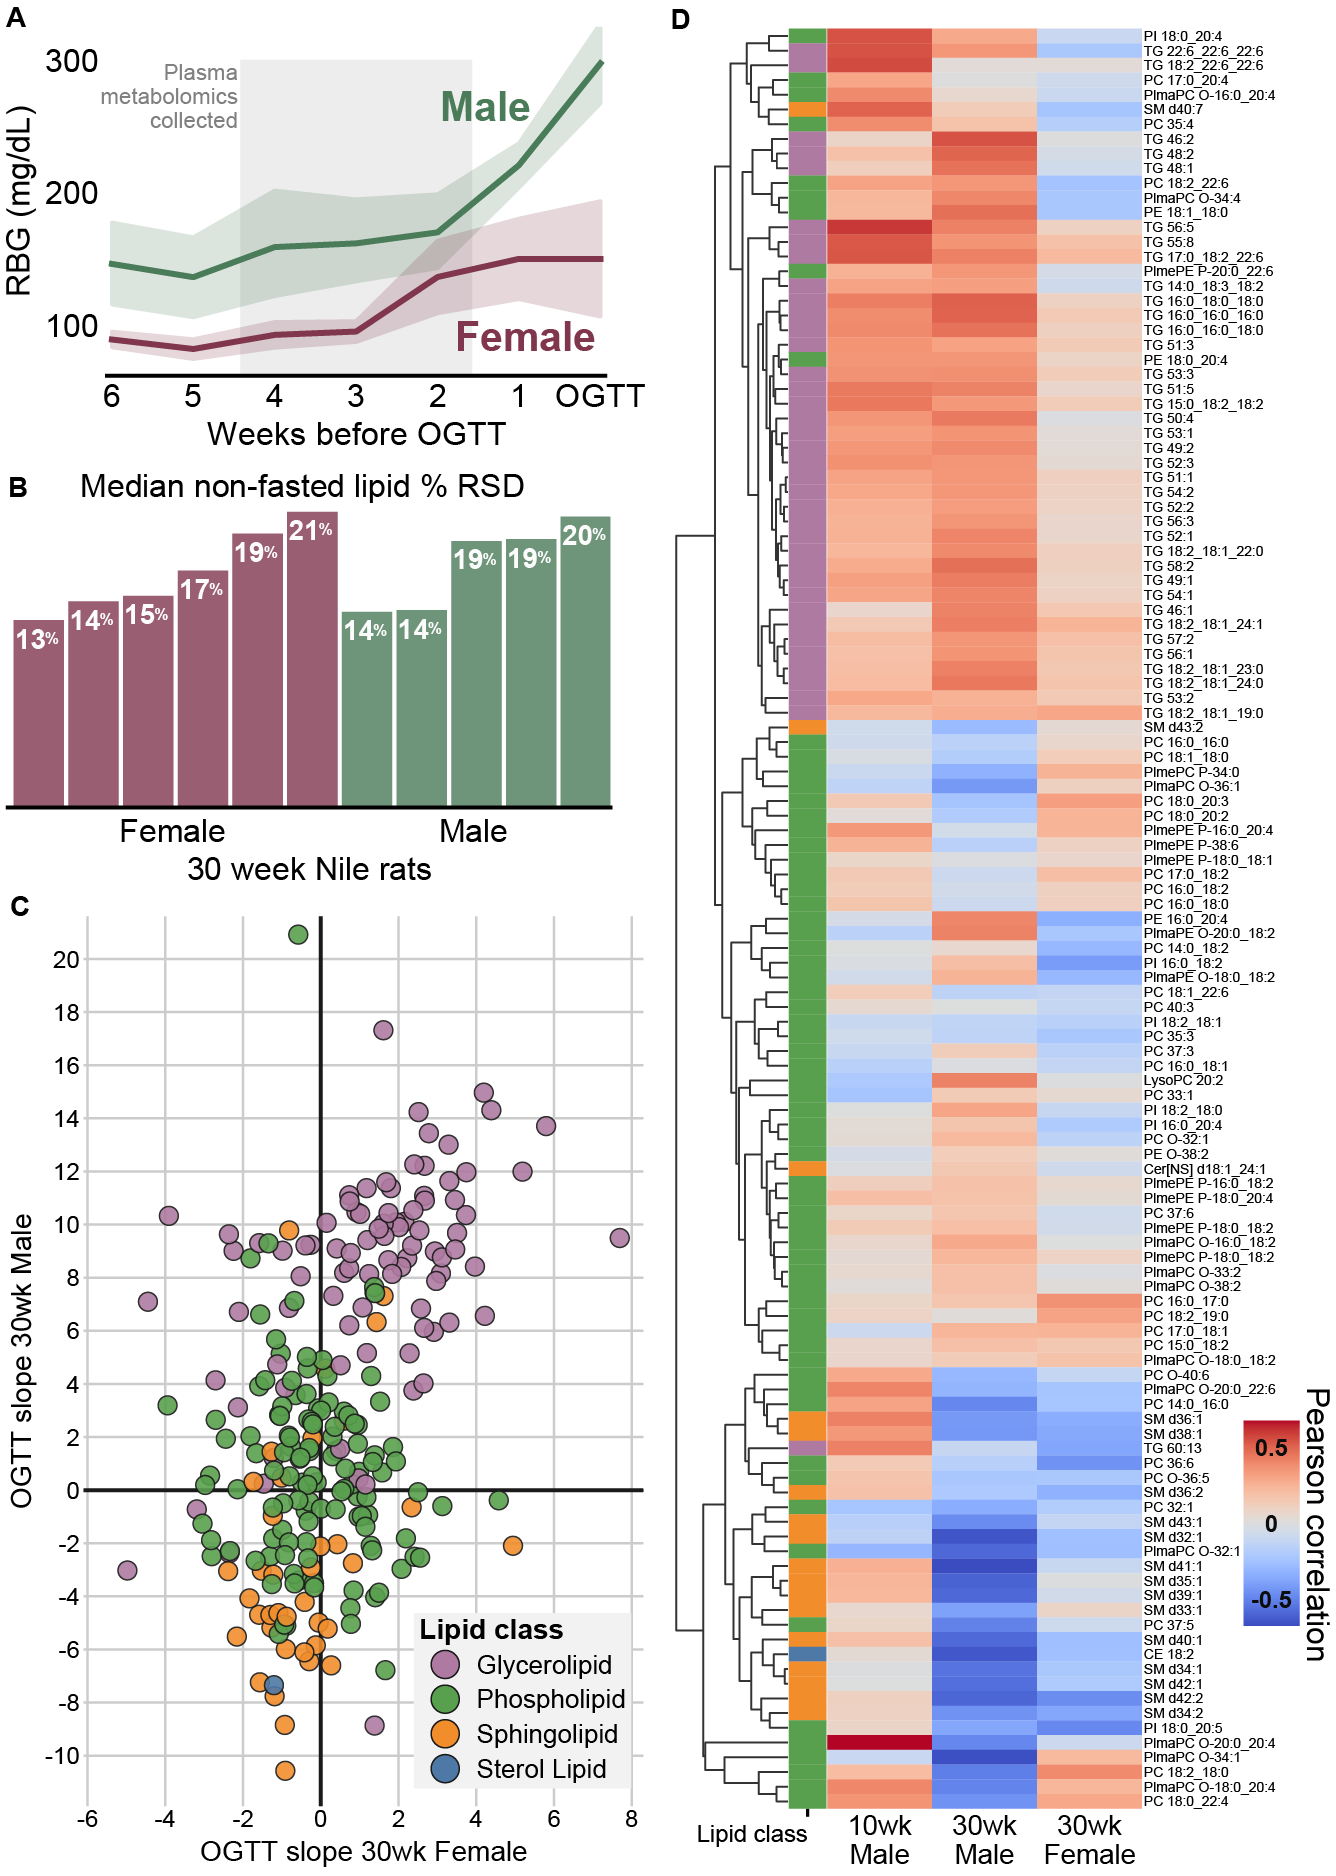 A
300
200
100
RBG (mg/dL)
Plasma
metabolomics
collected
Male
Female
6 5 4 3 2 1 OGTT
Weeks before OGTT
B
Median non-fasted lipid % RSD
13% 14% 15% 17% 19% 21% 14% 14% 19% 19% 20%
Female Male
30 week Nile rats
C
20
18
16
14
12
10
8
6
4
2
0
-2
-4
-6
-8
-10
OGTT slope 30wk Male
-6 -4 -2 0 2 4 6 8
OGTT slope 30wk Female
Lipid class
Glycerolipid
Phospholipid
Sphingolipid
Sterol Lipid
D
PI 18:0_20:4
TG 22:6_22:6_22:6
TG 18:2_22:6_22:6
PC 17:0_20:4
PlmaPC O-16:0_20:4
SM d40:7
PC 35:4
TG 46:2
TG 48:2
TG 48:1
PC 18:2_22:6
PlmaPC O-34:4
PE 18:1_18:0
TG 56:5
TG 55:8
TG 17:0_18:2_22:6
PlmePE P-20:0_22:6
TG 14:0_18:3_18:2
TG 16:0_18:0_18:0
TG 16:0_16:0_16:0
TG 16:0_16:0_18:0
TG 51:3
PE 18:0_20:4
TG 53:3
TG 51:5
TG 15:0_18:2_18:2
TG 50:4
TG 53:1
TG 49:2
TG 52:3
TG 51:1
TG 54:2
TG 52:2
TG 56:3
TG 52:1
TG 18:2_18:1_22:0
TG 58:2
TG 49:1
TG 54:1
TG 46:1
TG 18:2_18:1_24:1
TG 57:2
TG 56:1
TG 18:2_18:1_23:0
TG 18:2_18:1_24:0
TG 53:2
TG 18:2_18:1_19:0
SM d43:2
PC 16:0_16:0
PC 18:1_18:0
PlmePC P-34:0
PlmaPC O-36:1
PC 18:0_20:3
PC 18:0_20:2
PlmePE P-16:0_20:4
PlmePE P-38:6
PlmePE P-18:0_18:1
PC 17:0_18:2
PC 16:0_18:2
PC 16:0_18:0
PE 16:0_20:4
PlmaPE O-20:0_18:2
PC 14:0_18:2
PI 16:0_18:2
PlmaPE O-18:0_18:2
PC 18:1_22:6
PC 40:3
PI 18:2_18:1
PC 35:3
PC 37:3
PC 16:0_18:1
LysoPC 20:2
PC 33:1
PI 18:2_18:0
PI 16:0_20:4
PC O-32:1
PE O-38:2
Cer[NS] d18:1_24:1
PlmePE P-16:0_18:2
PlmePE P-18:0_20:4
PC 37:6
PlmePE P-18:0_18:2
PlmaPC O-16:0_18:2
PlmePC P-18:0_18:2
PlmaPC O-33:2
PlmaPC O-38:2
PC 16:0_17:0
PC 18:2_19:0
PC 17:0_18:1
PC 15:0_18:2
PlmaPC O-18:0_18:2
PC O-40:6
PlmaPC O-20:0_22:6
PC 14:0_16:0
SM d36:1
SM d38:1
TG 60:13
PC 36:6
PC O-36:5
SM d36:2
PC 32:1
SM d43:1
SM d32:1
PlmaPC O-32:1
SM d41:1
SM d35:1
SM d39:1
SM d33:1
PC 37:5
SM d40:1
CE 18:2
SM d34:1
SM d42:1
SM d42:2
SM d34:2
PI 18:0_20:5
PlmaPC O-20:0_20:4
PlmaPC O-34:1
PC 18:2_18:0
PlmaPC O-18:0_20:4
PC 18:0_22:4
Lipid class
10wk Male
30wk Male
30wk Female
0.5
0
-0.5
Pearson correlation